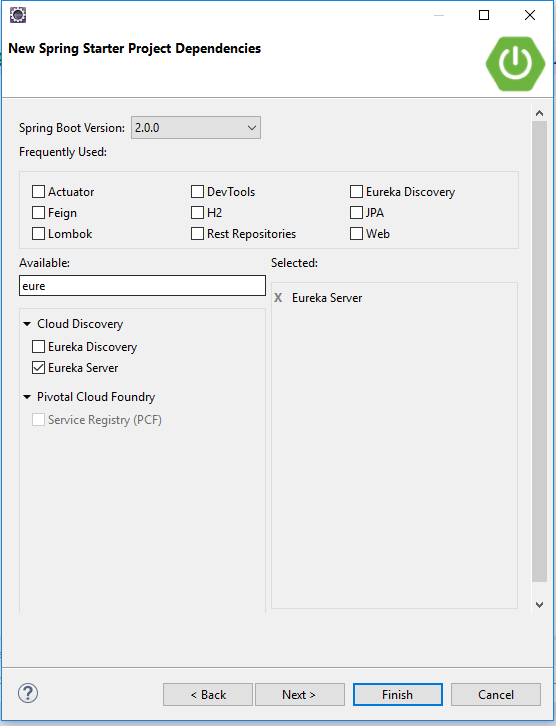 New Spring Starter Project Dependencies
Spring Boot Version: 2.0.0
Frequently Used:
Actuator DevTools Eureka Discovery
Feign H2 JPA
Lombok Rest Repositories Web
Available: Selected:
eure
X Eureka Server
Cloud Discovery
Eureka Discovery
Eureka Server
Pivotal Cloud Foundry
Service Registry (PCF)
? < Back Next > Finish Cancel